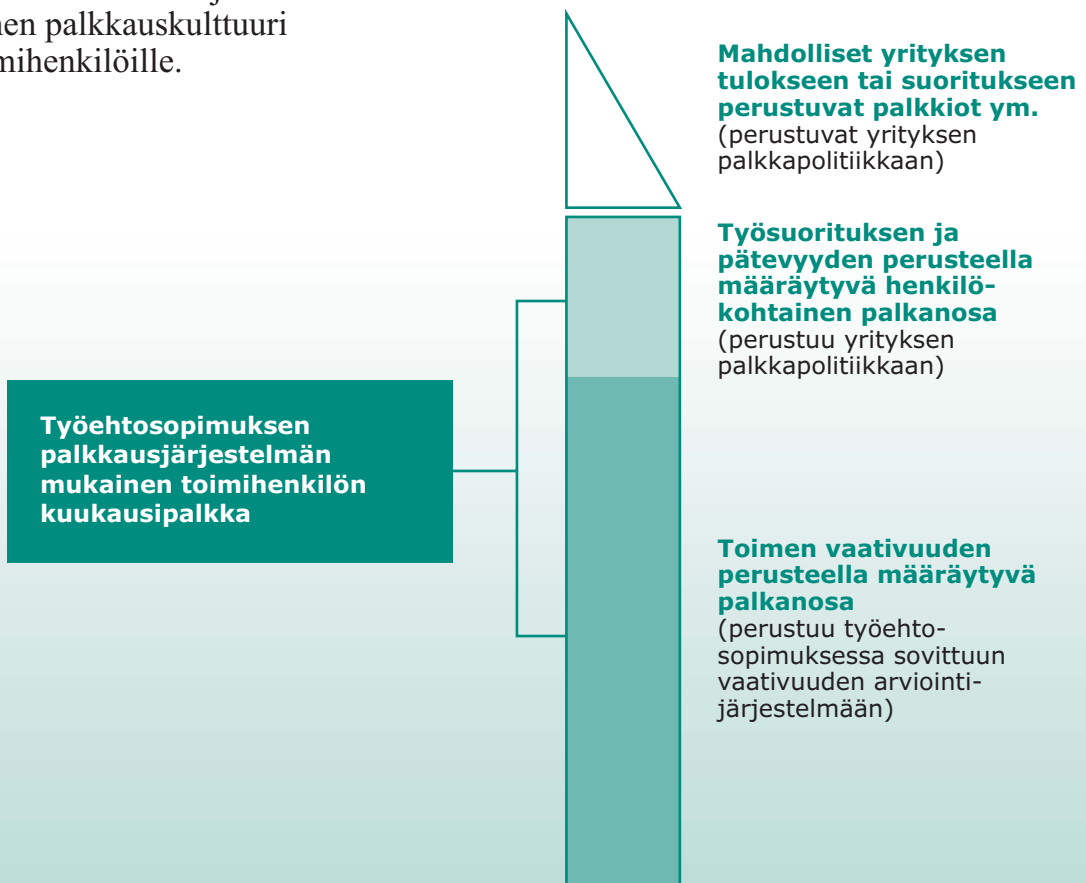 palkkauskulttuuri
Mahdolliset yrityksen
tulokseen tai suoritukseen
perustuvat palkkiot ym.
(perustuvat yrityksen
palkkapolitiikkaan)
Työsuorituksen ja
pätevyyden perusteella
määräytyvä henkilö-
kohtainen palkanosa
(perustuu yrityksen
palkkapolitiikkaan)
Työehtosopimuksen
palkkausjärjestelmän
mukainen toimihenkilön
kuukausipalkka
Toimen vaativuuden
perusteella määräytyvä
palkanosa
(perustuu työehto-
sopimuksessa sovittuun
vaativuuden arviointi-
järjestelmään)